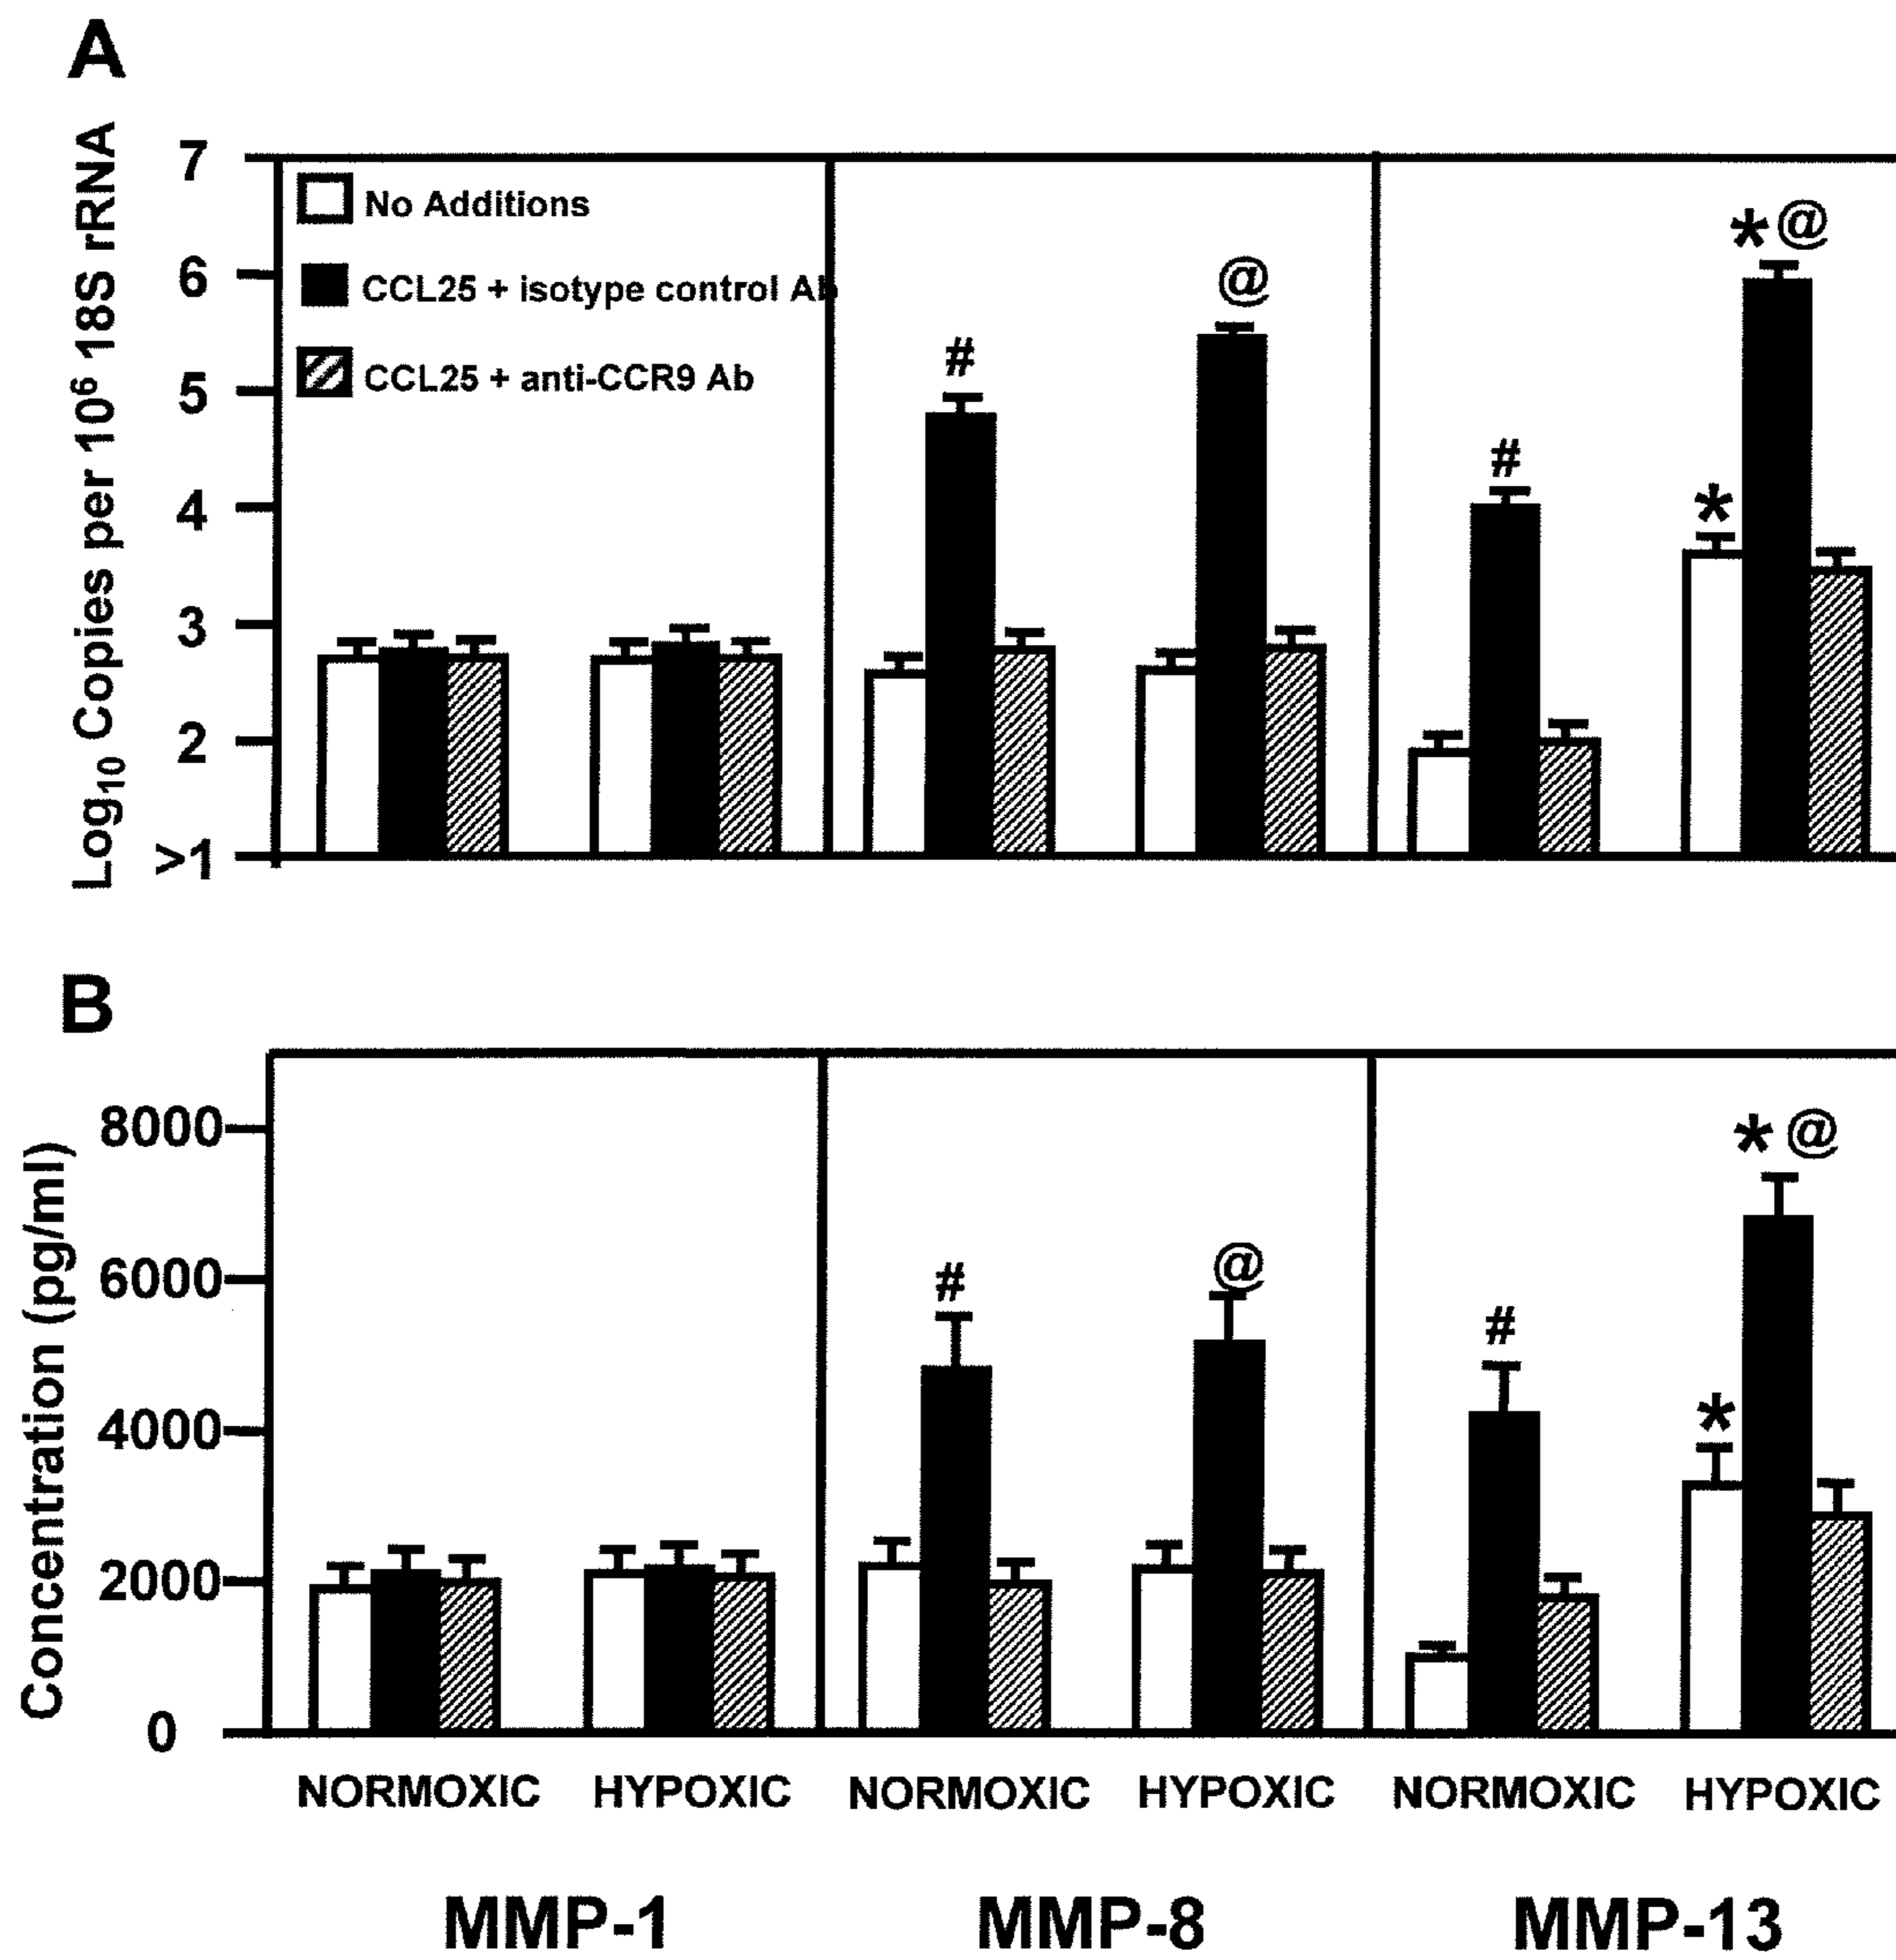 A
Log10 Copies per 10⁶ 18S rRNA
7
6
5
4
3
2
>1
No Additions
CCL25 + isotype control Ab
CCL25 + anti-CCR9 Ab
#
@
#
*
*@
B
Concentration (pg/ml)
8000
6000
4000
2000
0
#
@
#
*
*@
NORMOXIC HYPOXIC NORMOXIC HYPOXIC NORMOXIC HYPOXIC
MMP-1 MMP-8 MMP-13